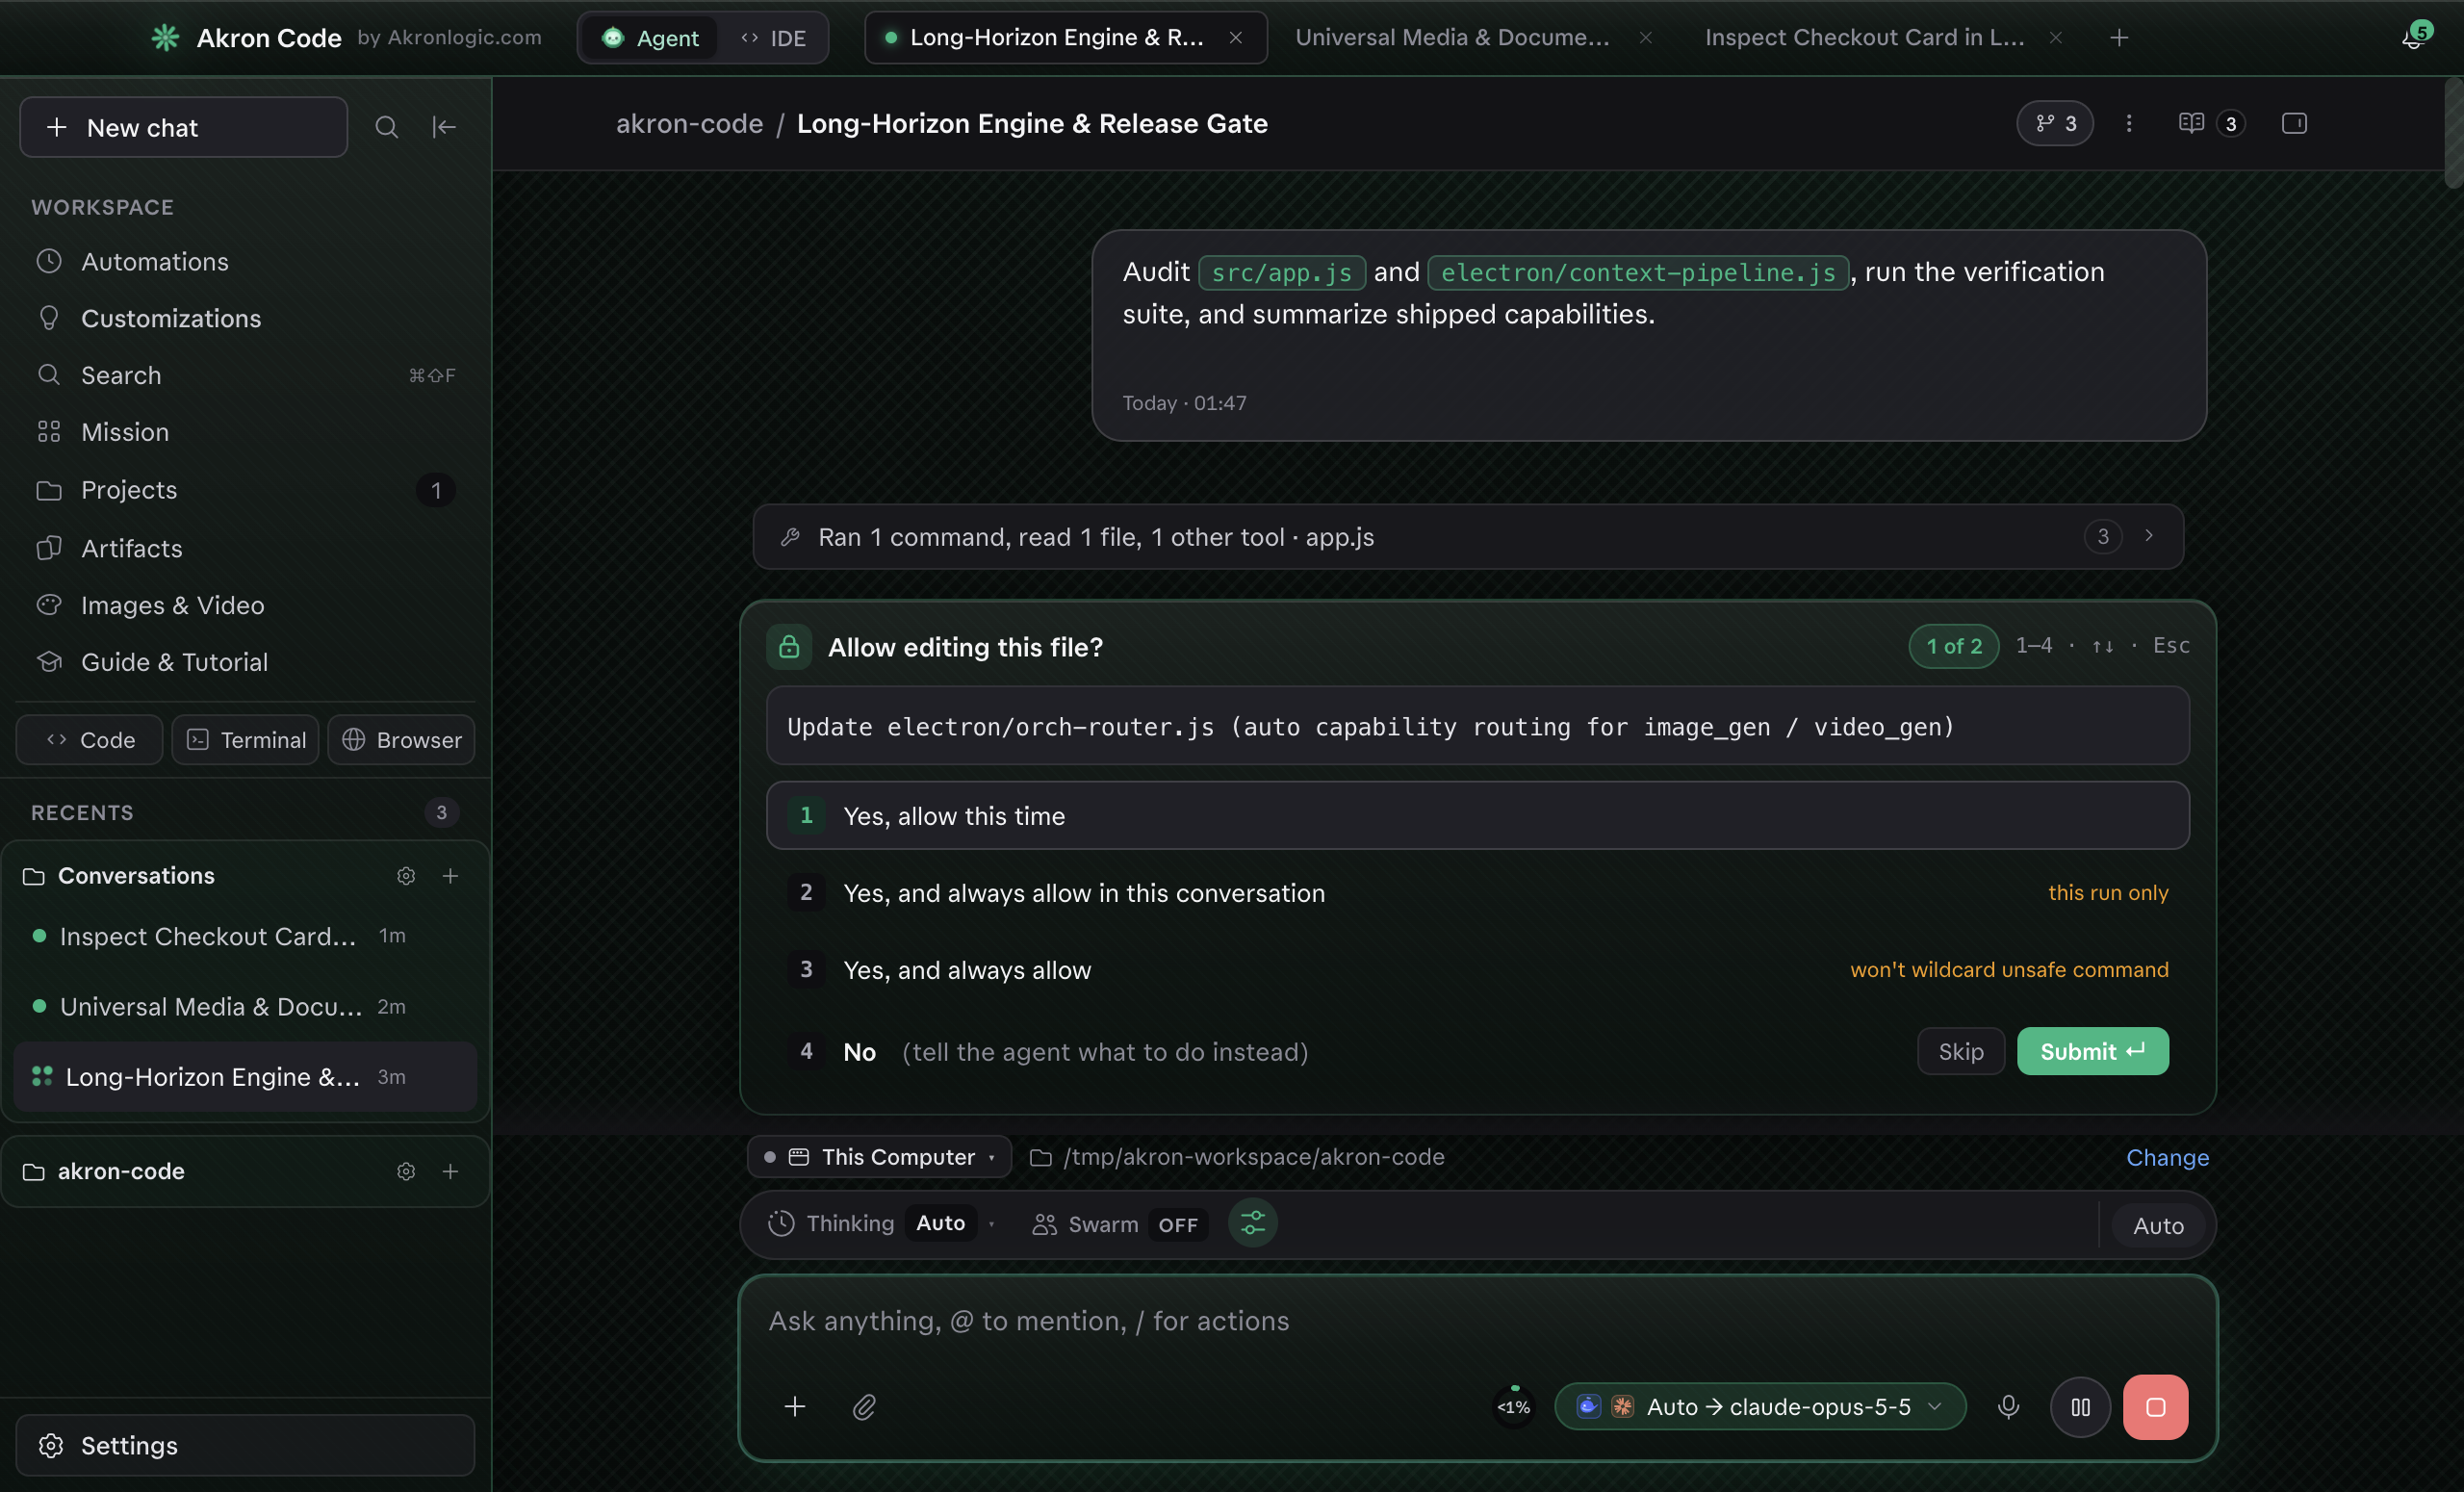 Akron Code by Akronlogic.com
Agent
IDE
Long-Horizon Engine & R...
Universal Media & Docume...
Inspect Checkout Card in L...
5
New chat
WORKSPACE
Automations
Customizations
Search ⌘⇧F
Mission
Projects 1
Artifacts
Images & Video
Guide & Tutorial
Code
Terminal
Browser
RECENTS 3
Conversations
Inspect Checkout Card... 1m
Universal Media & Docu... 2m
Long-Horizon Engine &... 3m
akron-code
Settings
akron-code / Long-Horizon Engine & Release Gate
3
3
Audit src/app.js and electron/context-pipeline.js, run the verification
suite, and summarize shipped capabilities.
Today · 01:47
Ran 1 command, read 1 file, 1 other tool · app.js 3
Allow editing this file? 1 of 2 1–4 · ↑↓ · Esc
Update electron/orch-router.js (auto capability routing for image_gen / video_gen)
1 Yes, allow this time
2 Yes, and always allow in this conversation this run only
3 Yes, and always allow won't wildcard unsafe command
4 No (tell the agent what to do instead) Skip Submit ↵
This Computer /tmp/akron-workspace/akron-code Change
Thinking Auto Swarm OFF Auto
Ask anything, @ to mention, / for actions
<1% Auto → claude-opus-5-5